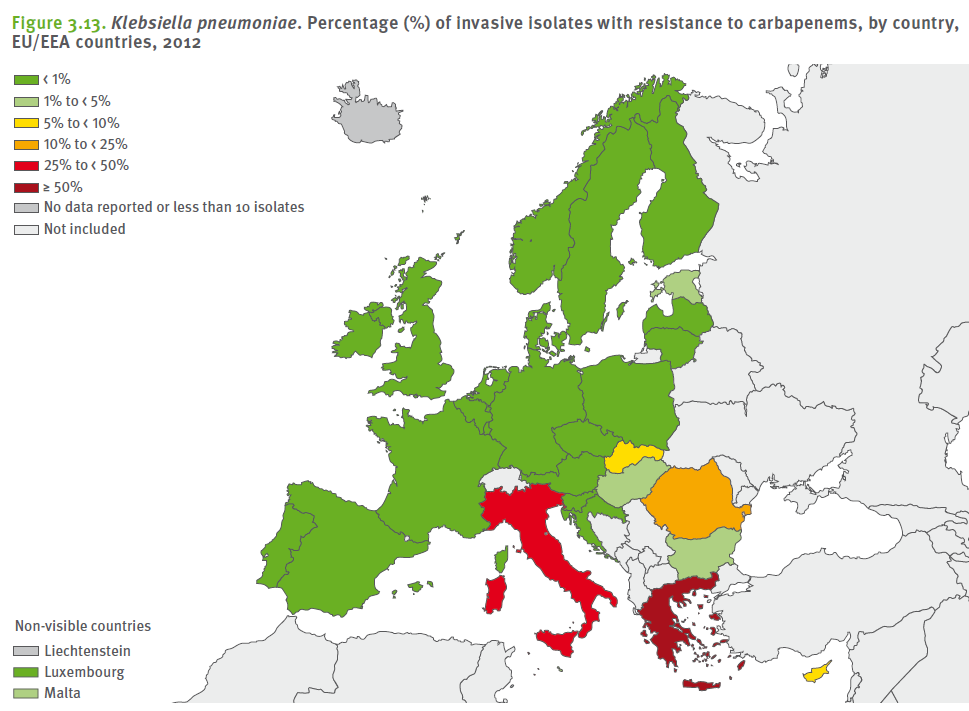 Figure 3.13. Klebsiella pneumoniae. Percentage (%) of invasive isolates with resistance to carbapenems, by country,
EU/EEA countries, 2012
< 1%
1% to < 5%
5% to < 10%
10% to < 25%
25% to < 50%
≥ 50%
No data reported or less than 10 isolates
Not included
Non-visible countries
Liechtenstein
Luxembourg
Malta